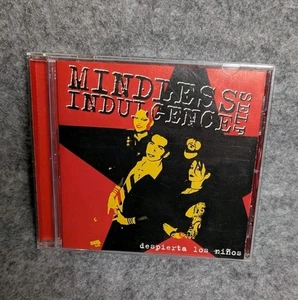 MINDLESS
SELF
INDULGENCE
despierta los niños